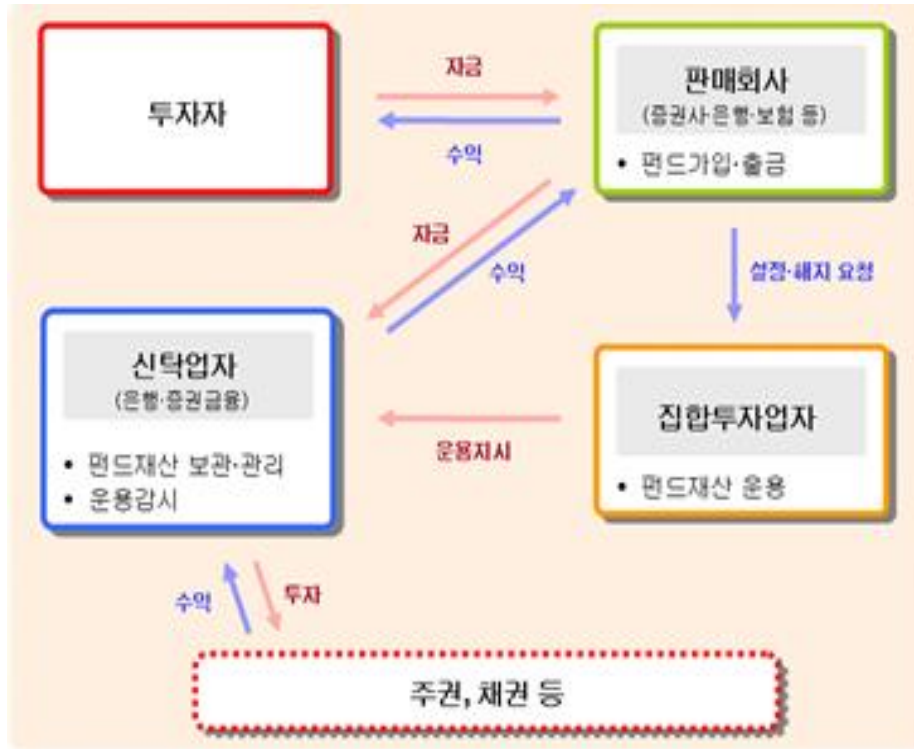 투자자
자금
수익
판매회사
(증권사·은행·보험 등)
• 펀드가입·출금
자금
수익
설정·해지 요청
신탁업자
(은행·증권금융)
• 펀드재산 보관·관리
• 운용감시
운용지시
집합투자업자
• 펀드재산 운용
수익
투자
주권, 채권 등